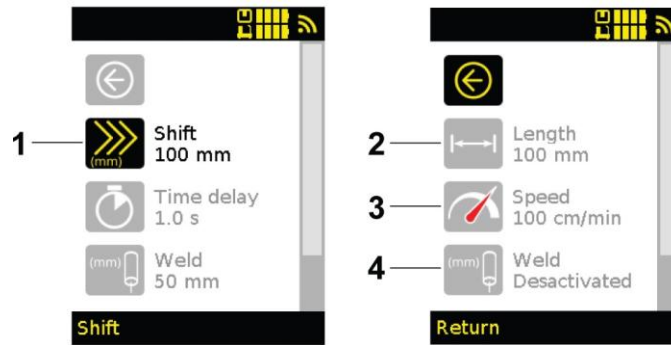 1
(mm)
Shift
100 mm
Time delay
1.0 s
(mm)
Weld
50 mm
Shift
2
Length
100 mm
3
Speed
100 cm/min
4
(mm)
Weld
Desactivated
Return